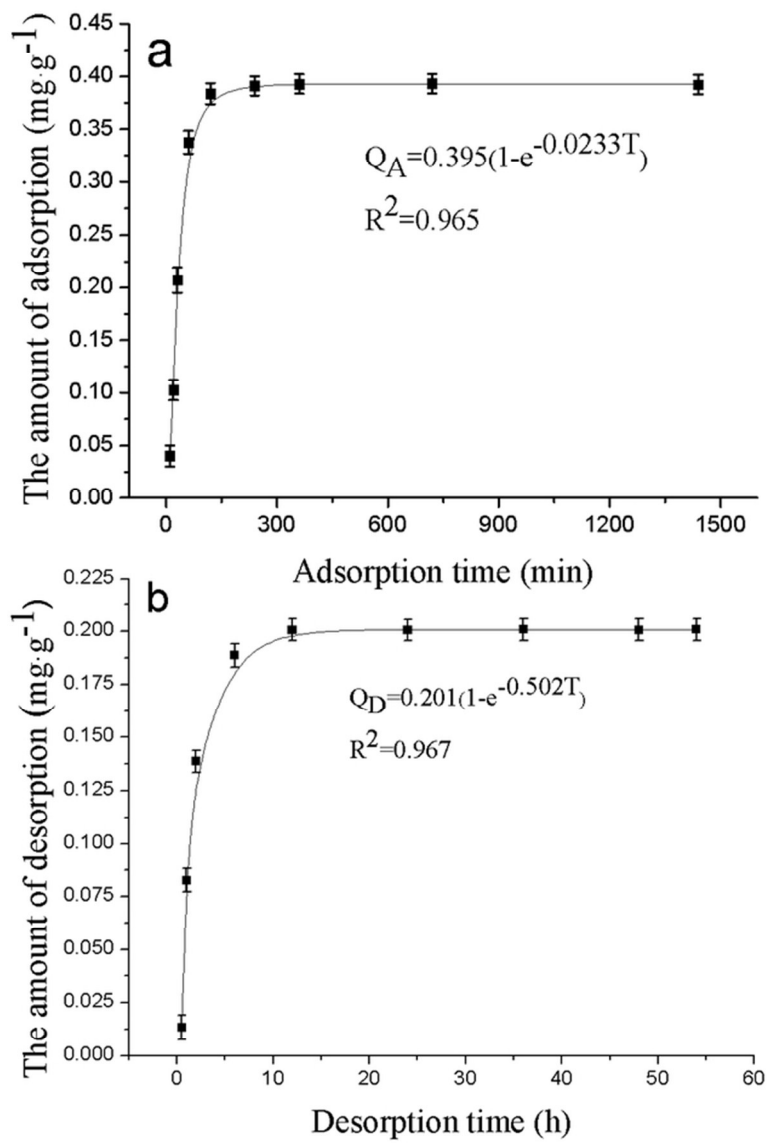 a
The amount of adsorption (mg·g-1)
0.45
0.40
0.35
0.30
0.25
0.20
0.15
0.10
0.05
0.00
QA=0.395(1-e-0.0233T)
R2=0.965
0 300 600 900 1200 1500
Adsorption time (min)
b
The amount of desorption (mg·g-1)
0.225
0.200
0.175
0.150
0.125
0.100
0.075
0.050
0.025
0.000
QD=0.201(1-e-0.502T)
R2=0.967
0 10 20 30 40 50 60
Desorption time (h)